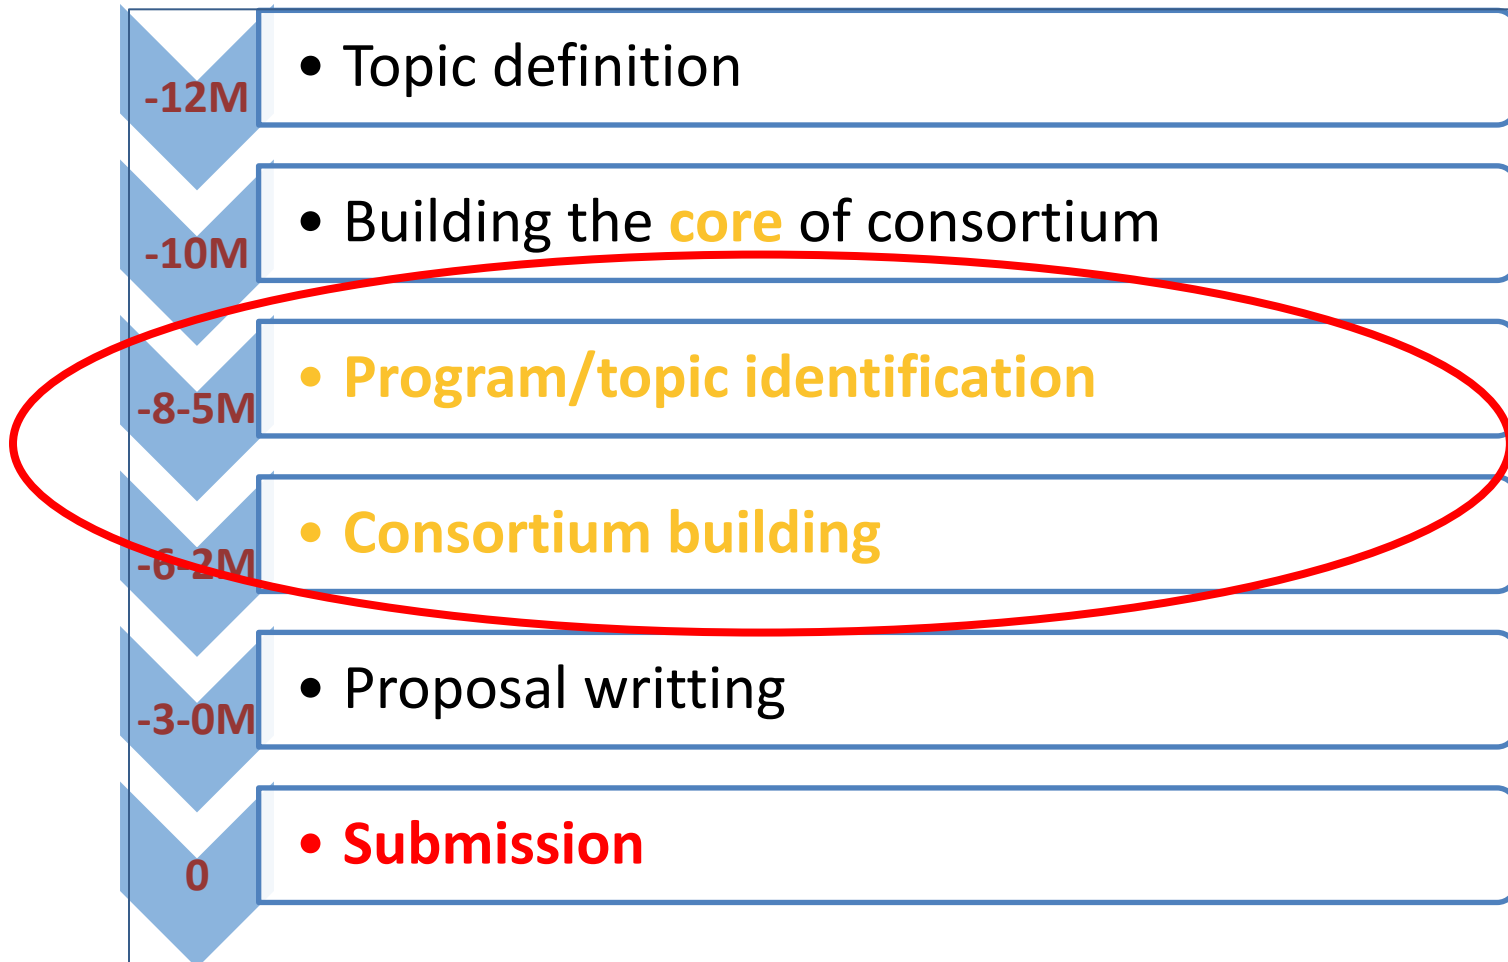 -12M
• Topic definition
-10M
• Building the core of consortium
-8-5M
• Program/topic identification
-6-2M
• Consortium building
-3-0M
• Proposal writting
0
• Submission